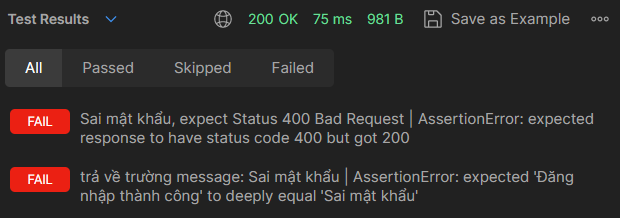 Test Results 200 OK 75 ms 981 B Save as Example
All Passed Skipped Failed
FAIL Sai mật khẩu, expect Status 400 Bad Request | AssertionError: expected
response to have status code 400 but got 200
FAIL trả về trường message: Sai mật khẩu | AssertionError: expected 'Đăng
nhập thành công' to deeply equal 'Sai mật khẩu'